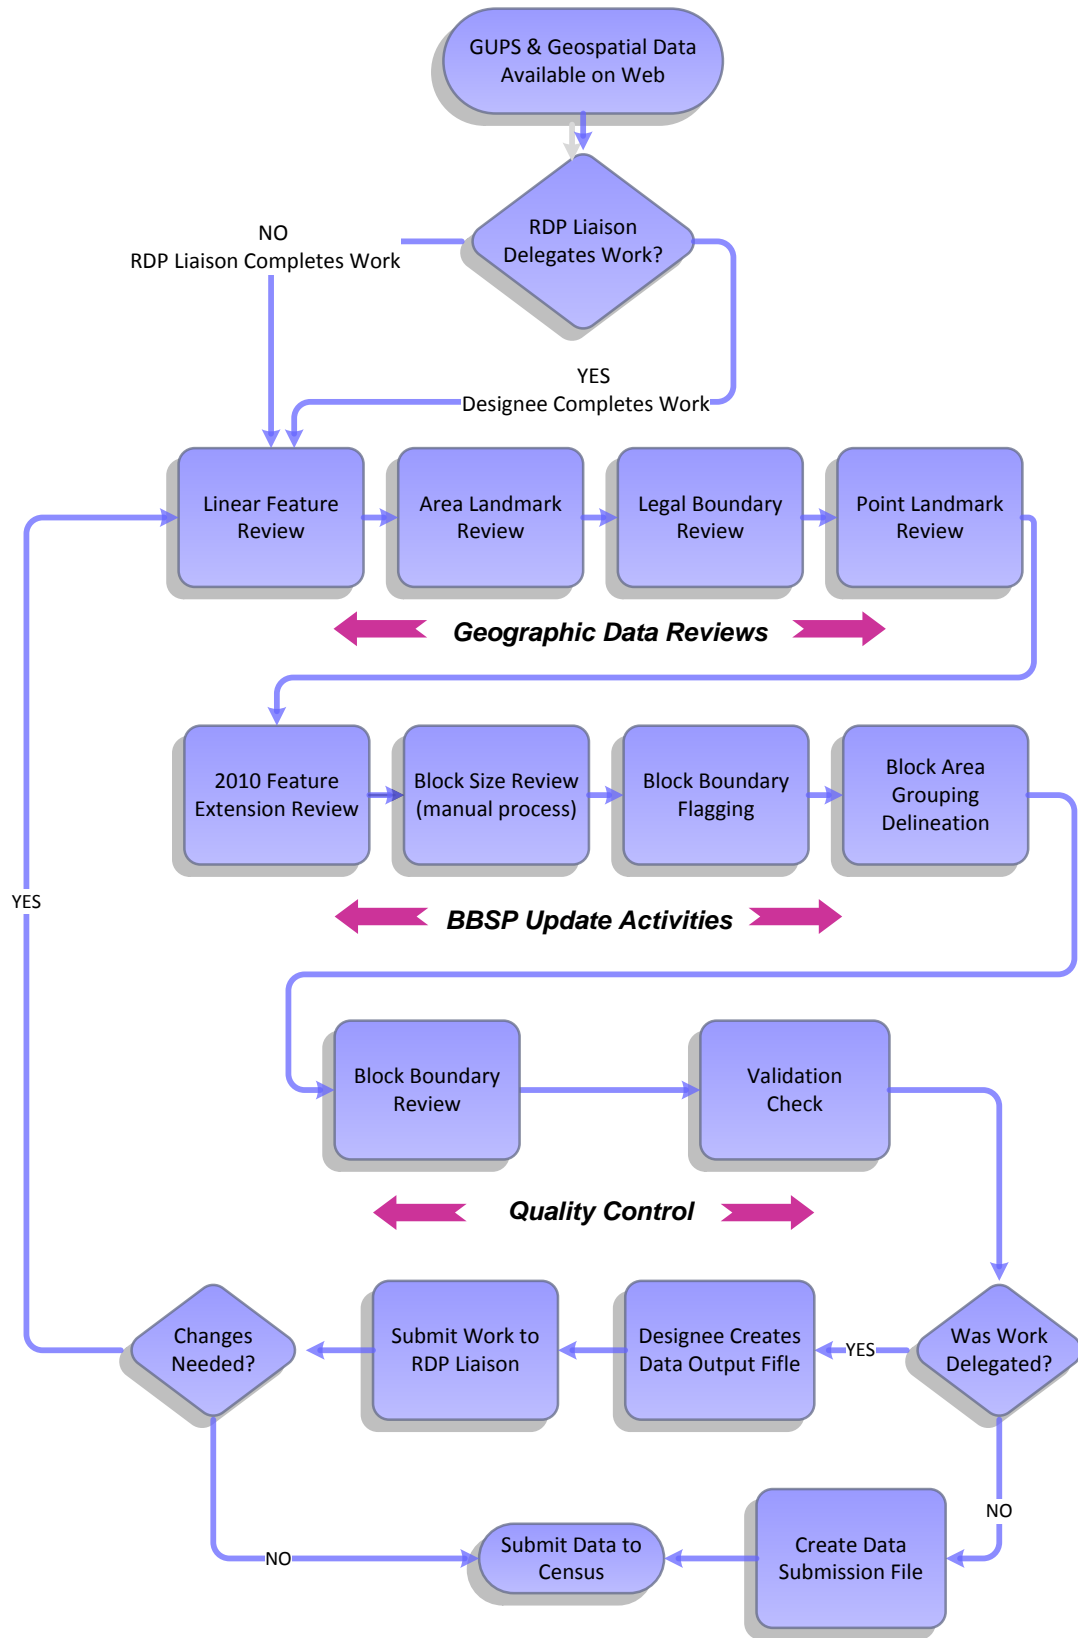 GUPS & Geospatial Data
Available on Web
RDP Liaison
Delegates Work?
NO
RDP Liaison Completes Work
YES
Designee Completes Work
Linear Feature
Review
Area Landmark
Review
Legal Boundary
Review
Point Landmark
Review
Geographic Data Reviews
2010 Feature
Extension Review
Block Size Review
(manual process)
Block Boundary
Flagging
Block Area
Grouping
Delineation
YES
BBSP Update Activities
Block Boundary
Review
Validation
Check
Quality Control
Changes
Needed?
Submit Work to
RDP Liaison
Designee Creates
Data Output Fifle
YES
Was Work
Delegated?
NO
NO
Submit Data to
Census
Create Data
Submission File